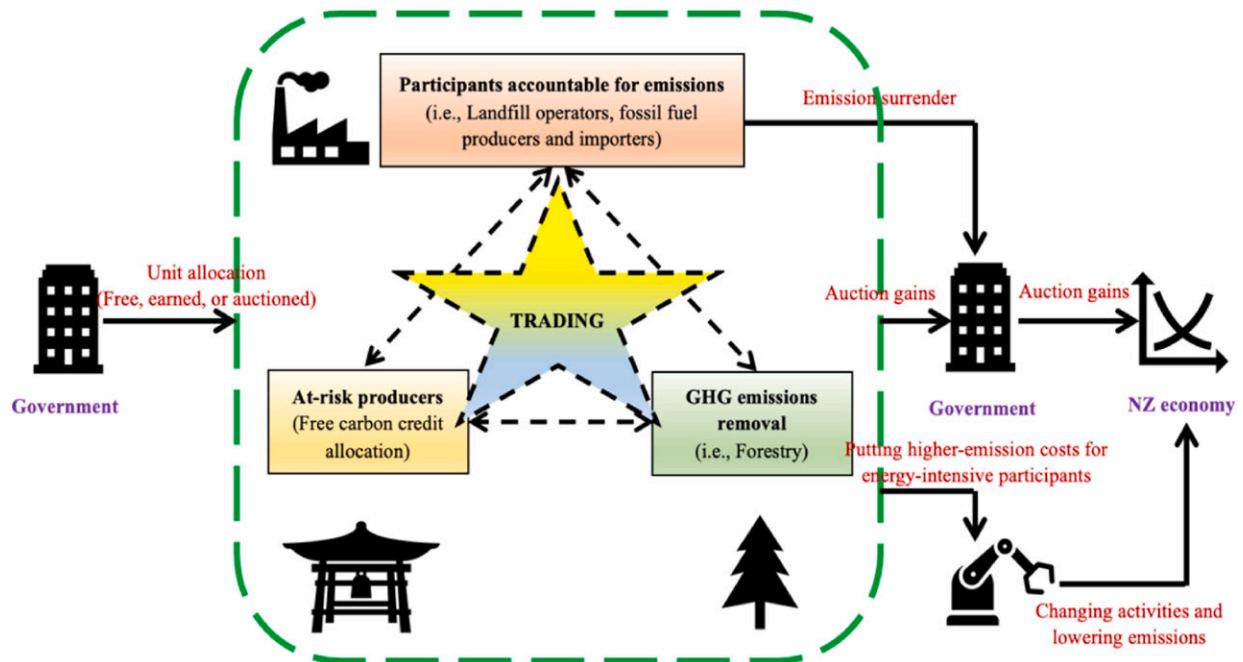 Participants accountable for emissions
(i.e., Landfill operators, fossil fuel
producers and importers)
Emission surrender
Unit allocation
(Free, earned, or auctioned)
Government
TRADING
Auction gains
Auction gains
Government
NZ economy
At-risk producers
(Free carbon credit
allocation)
GHG emissions
removal
(i.e., Forestry)
Putting higher-emission costs for
energy-intensive participants
Changing activities and
lowering emissions